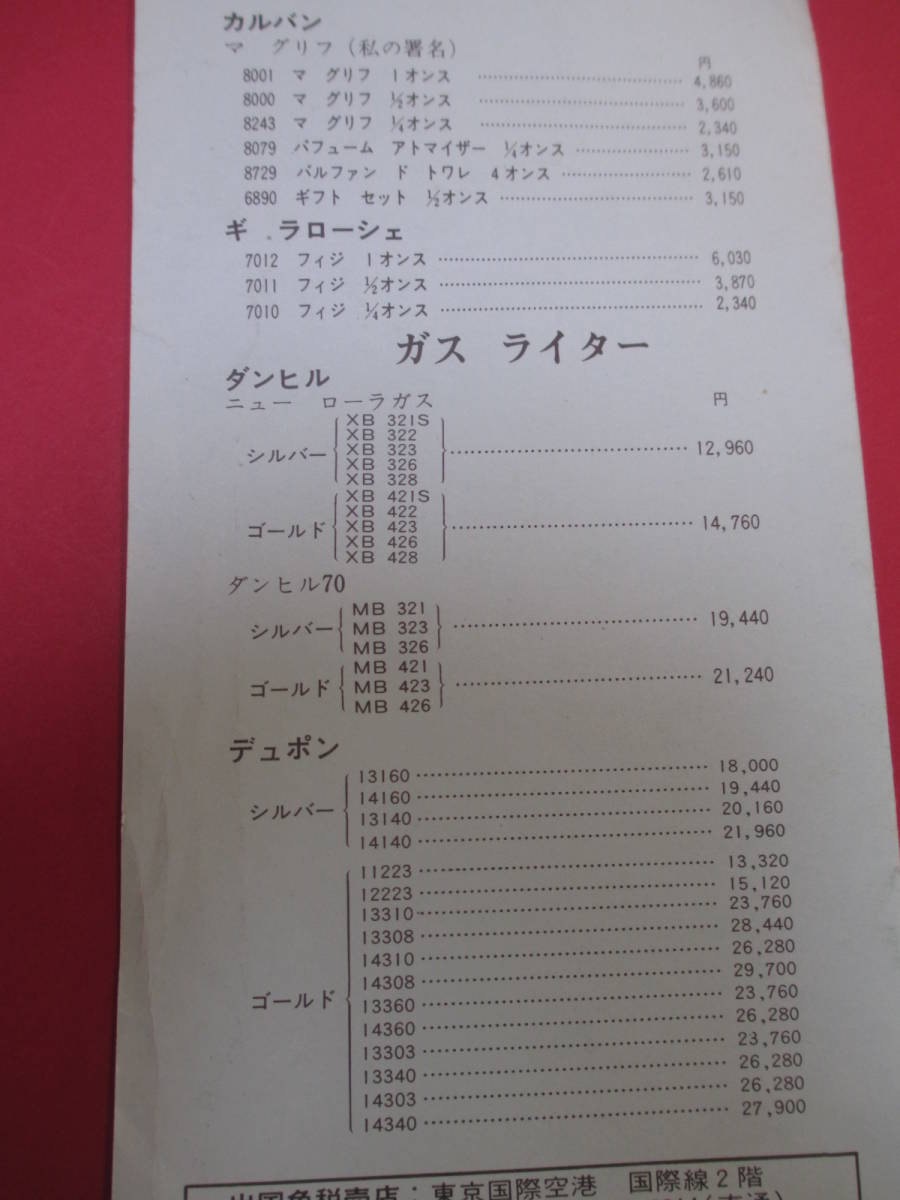 カルバン
マ グリフ（私の署名）
円
8001 マ グリフ 1オンス ………… 4,860
8000 マ グリフ ½オンス ………… 3,600
8243 マ グリフ ¼オンス ………… 2,340
8079 パフューム アトマイザー ¼オンス ………… 3,150
8729 パルファン ド トワレ 4オンス ………… 2,610
6890 ギフト セット ½オンス ………… 3,150
ギ ラローシェ
7012 フィジ 1オンス ………… 6,030
7011 フィジ ½オンス ………… 3,870
7010 フィジ ¼オンス ………… 2,340
ガス ライター
ダンヒル
ニュー ローラガス 円
シルバー
XB 321S
XB 322
XB 323
XB 326
XB 328
………… 12,960
ゴールド
XB 421S
XB 422
XB 423
XB 426
XB 428
………… 14,760
ダンヒル70
シルバー
MB 321
MB 323
MB 326
………… 19,440
ゴールド
MB 421
MB 423
MB 426
………… 21,240
デュポン
シルバー
13160 ………… 18,000
14160 ………… 19,440
13140 ………… 20,160
14140 ………… 21,960
ゴールド
11223 ………… 13,320
12223 ………… 15,120
13310 ………… 23,760
13308 ………… 28,440
14310 ………… 26,280
14308 ………… 29,700
13360 ………… 23,760
14360 ………… 26,280
13303 ………… 23,760
13340 ………… 26,280
14303 ………… 26,280
14340 ………… 27,900
出国免税売店：東京国際空港 国際線2階